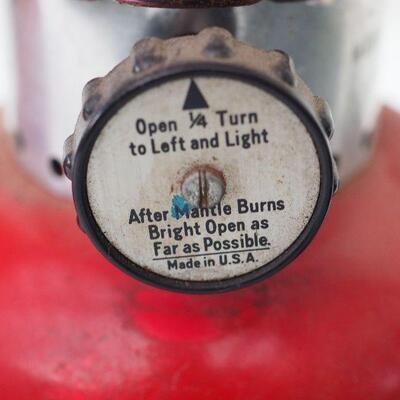 Open ¼ Turn
to Left and Light
After Mantle Burns
Bright Open as
Far as Possible.
Made in U.S.A.